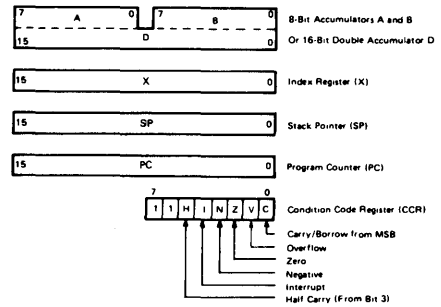 7 A 0 7 B 0 8-Bit Accumulators A and B
15 D 0 Or 16-Bit Double Accumulator D
15 X 0 Index Register (X)
15 SP 0 Stack Pointer (SP)
15 PC 0 Program Counter (PC)
7 0
1 1 H I N Z V C Condition Code Register (CCR)
Carry/Borrow from MSB
Overflow
Zero
Negative
Interrupt
Half Carry (From Bit 3)